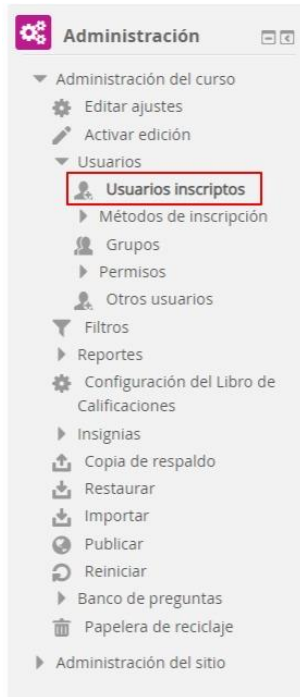 Administración
Administración del curso
Editar ajustes
Activar edición
Usuarios
Usuarios inscriptos
Métodos de inscripción
Grupos
Permisos
Otros usuarios
Filtros
Reportes
Configuración del Libro de
Calificaciones
Insignias
Copia de respaldo
Restaurar
Importar
Publicar
Reiniciar
Banco de preguntas
Papelera de reciclaje
Administración del sitio